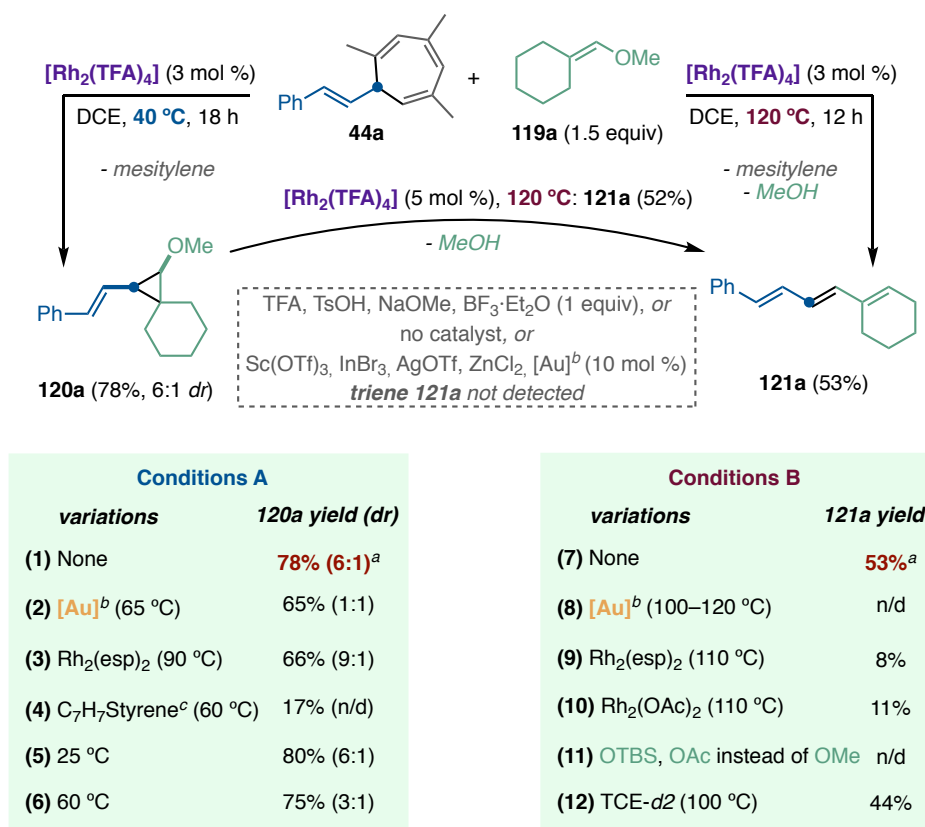 [Rh₂(TFA)₄] (3 mol %)
DCE, 40 ºC, 18 h
- mesitylene
Ph
44a
+
OMe
119a (1.5 equiv)
[Rh₂(TFA)₄] (3 mol %)
DCE, 120 ºC, 12 h
- mesitylene
- MeOH
[Rh₂(TFA)₄] (5 mol %), 120 ºC: 121a (52%)
- MeOH
OMe
Ph
120a (78%, 6:1 dr)
TFA, TsOH, NaOMe, BF₃·Et₂O (1 equiv), or
no catalyst, or
Sc(OTf)₃, InBr₃, AgOTf, ZnCl₂, [Au]ᵇ (10 mol %)
triene 121a not detected
Ph
121a (53%)
Conditions A
variations 120a yield (dr)
(1) None 78% (6:1)ᵃ
(2) [Au]ᵇ (65 ºC) 65% (1:1)
(3) Rh₂(esp)₂ (90 ºC) 66% (9:1)
(4) C₇H₇Styreneᶜ (60 ºC) 17% (n/d)
(5) 25 ºC 80% (6:1)
(6) 60 ºC 75% (3:1)
Conditions B
variations 121a yield
(7) None 53%ᵃ
(8) [Au]ᵇ (100–120 ºC) n/d
(9) Rh₂(esp)₂ (110 ºC) 8%
(10) Rh₂(OAc)₂ (110 ºC) 11%
(11) OTBS, OAc instead of OMe n/d
(12) TCE-d2 (100 ºC) 44%